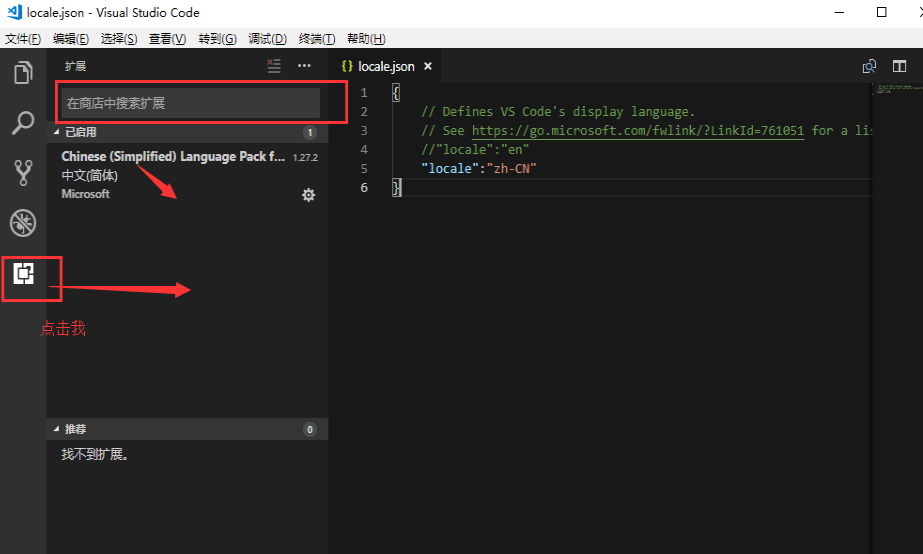 locale.json - Visual Studio Code
文件(F) 编辑(E) 选择(S) 查看(V) 转到(G) 调试(D) 终端(T) 帮助(H)
扩展
在商店中搜索扩展
已启用 1
Chinese (Simplified) Language Pack f... 1.27.2
中文(简体)
Microsoft
点击我
推荐 0
找不到扩展。
{} locale.json ×
1 {
2 // Defines VS Code's display language.
3 // See https://go.microsoft.com/fwlink/?LinkId=761051 for a lis
4 //"locale":"en"
5 "locale":"zh-CN"
6 }